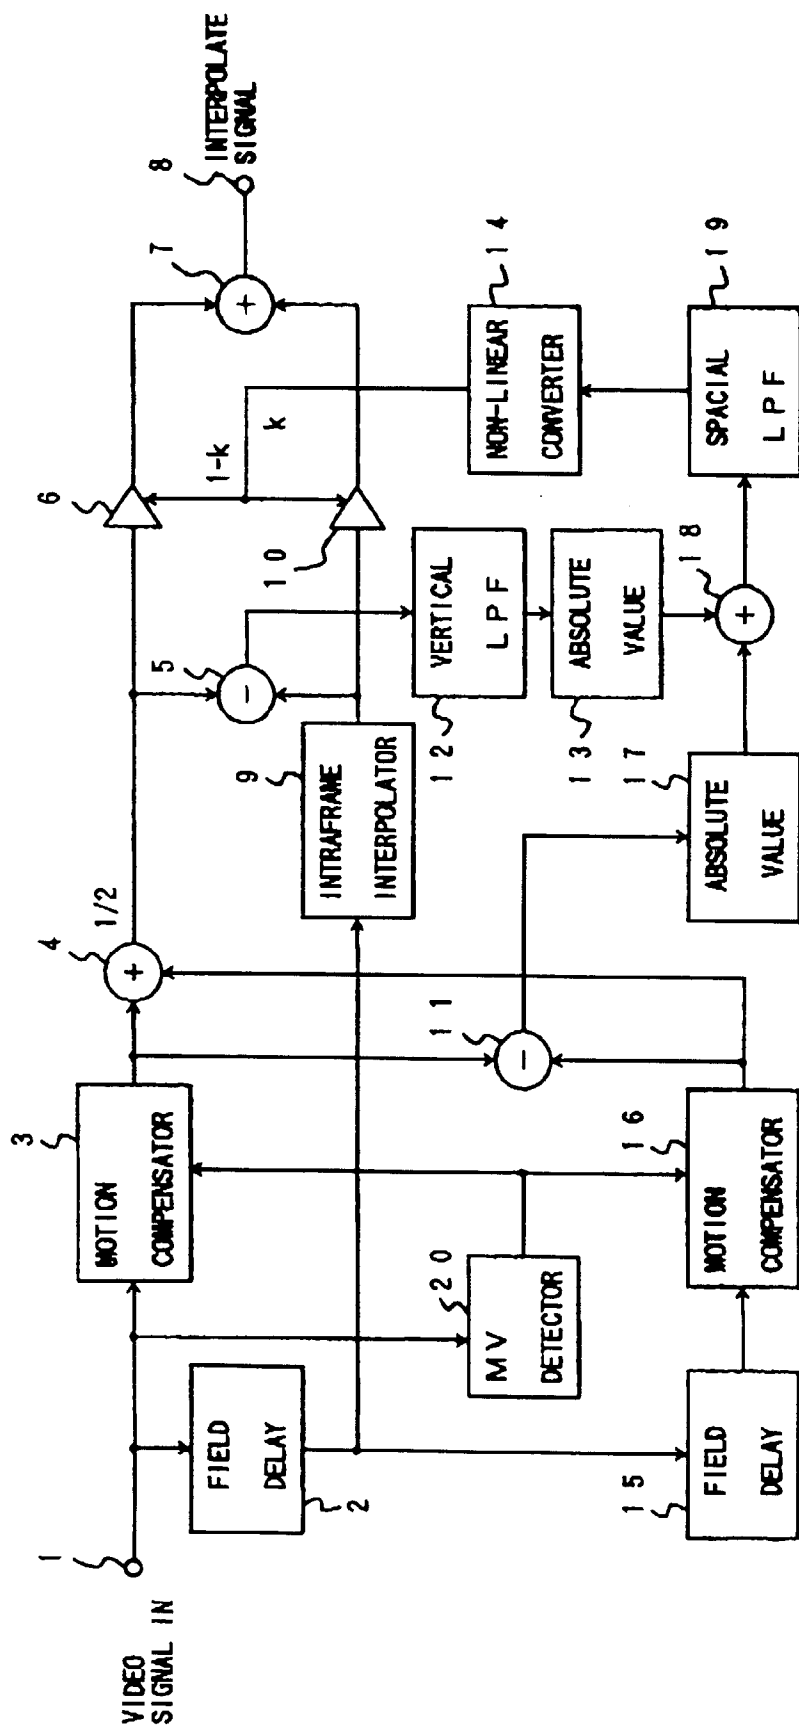 VIDEO
SIGNAL IN
1
FIELD
DELAY
2
MOTION
COMPENSATOR
3
4
1/2
5
6
1-k
k
7
8
INTERPOLATE
SIGNAL
INTRAFRAME
INTERPOLATOR
9
10
MV
DETECTOR
20
11
VERTICAL
LPF
12
ABSOLUTE
VALUE
13
NON-LINEAR
CONVERTER
14
FIELD
DELAY
15
MOTION
COMPENSATOR
16
ABSOLUTE
VALUE
17
18
SPACIAL
LPF
19